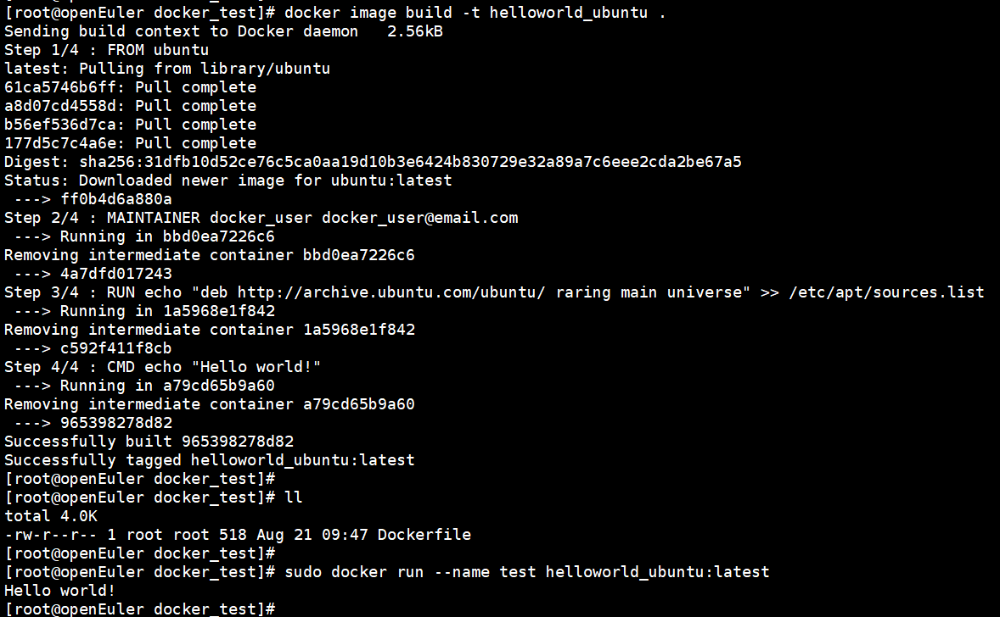 [root@openEuler docker_test]# docker image build -t helloworld_ubuntu .
Sending build context to Docker daemon   2.56kB
Step 1/4 : FROM ubuntu
latest: Pulling from library/ubuntu
61ca5746b6ff: Pull complete
a8d07cd4558d: Pull complete
b56ef536d7ca: Pull complete
177d5c7c4a6e: Pull complete
Digest: sha256:31dfb10d52ce76c5ca0aa19d10b3e6424b830729e32a89a7c6eee2cda2be67a5
Status: Downloaded newer image for ubuntu:latest
 ---> ff0b4d6a880a
Step 2/4 : MAINTAINER docker_user docker_user@email.com
 ---> Running in bbd0ea7226c6
Removing intermediate container bbd0ea7226c6
 ---> 4a7dfd017243
Step 3/4 : RUN echo "deb http://archive.ubuntu.com/ubuntu/ raring main universe" >> /etc/apt/sources.list
 ---> Running in 1a5968e1f842
Removing intermediate container 1a5968e1f842
 ---> c592f411f8cb
Step 4/4 : CMD echo "Hello world!"
 ---> Running in a79cd65b9a60
Removing intermediate container a79cd65b9a60
 ---> 965398278d82
Successfully built 965398278d82
Successfully tagged helloworld_ubuntu:latest
[root@openEuler docker_test]#
[root@openEuler docker_test]# ll
total 4.0K
-rw-r--r-- 1 root root 518 Aug 21 09:47 Dockerfile
[root@openEuler docker_test]#
[root@openEuler docker_test]# sudo docker run --name test helloworld_ubuntu:latest
Hello world!
[root@openEuler docker_test]#